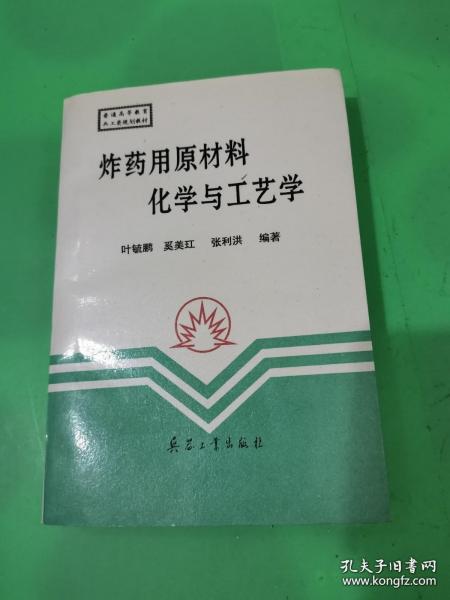 普通高等教育
兵工类规划教材
炸药用原材料
化学与工艺学
叶毓鹏 奚美玒 张利洪 编著
兵器工业出版社
孔夫子旧书网
www.kongfz.com